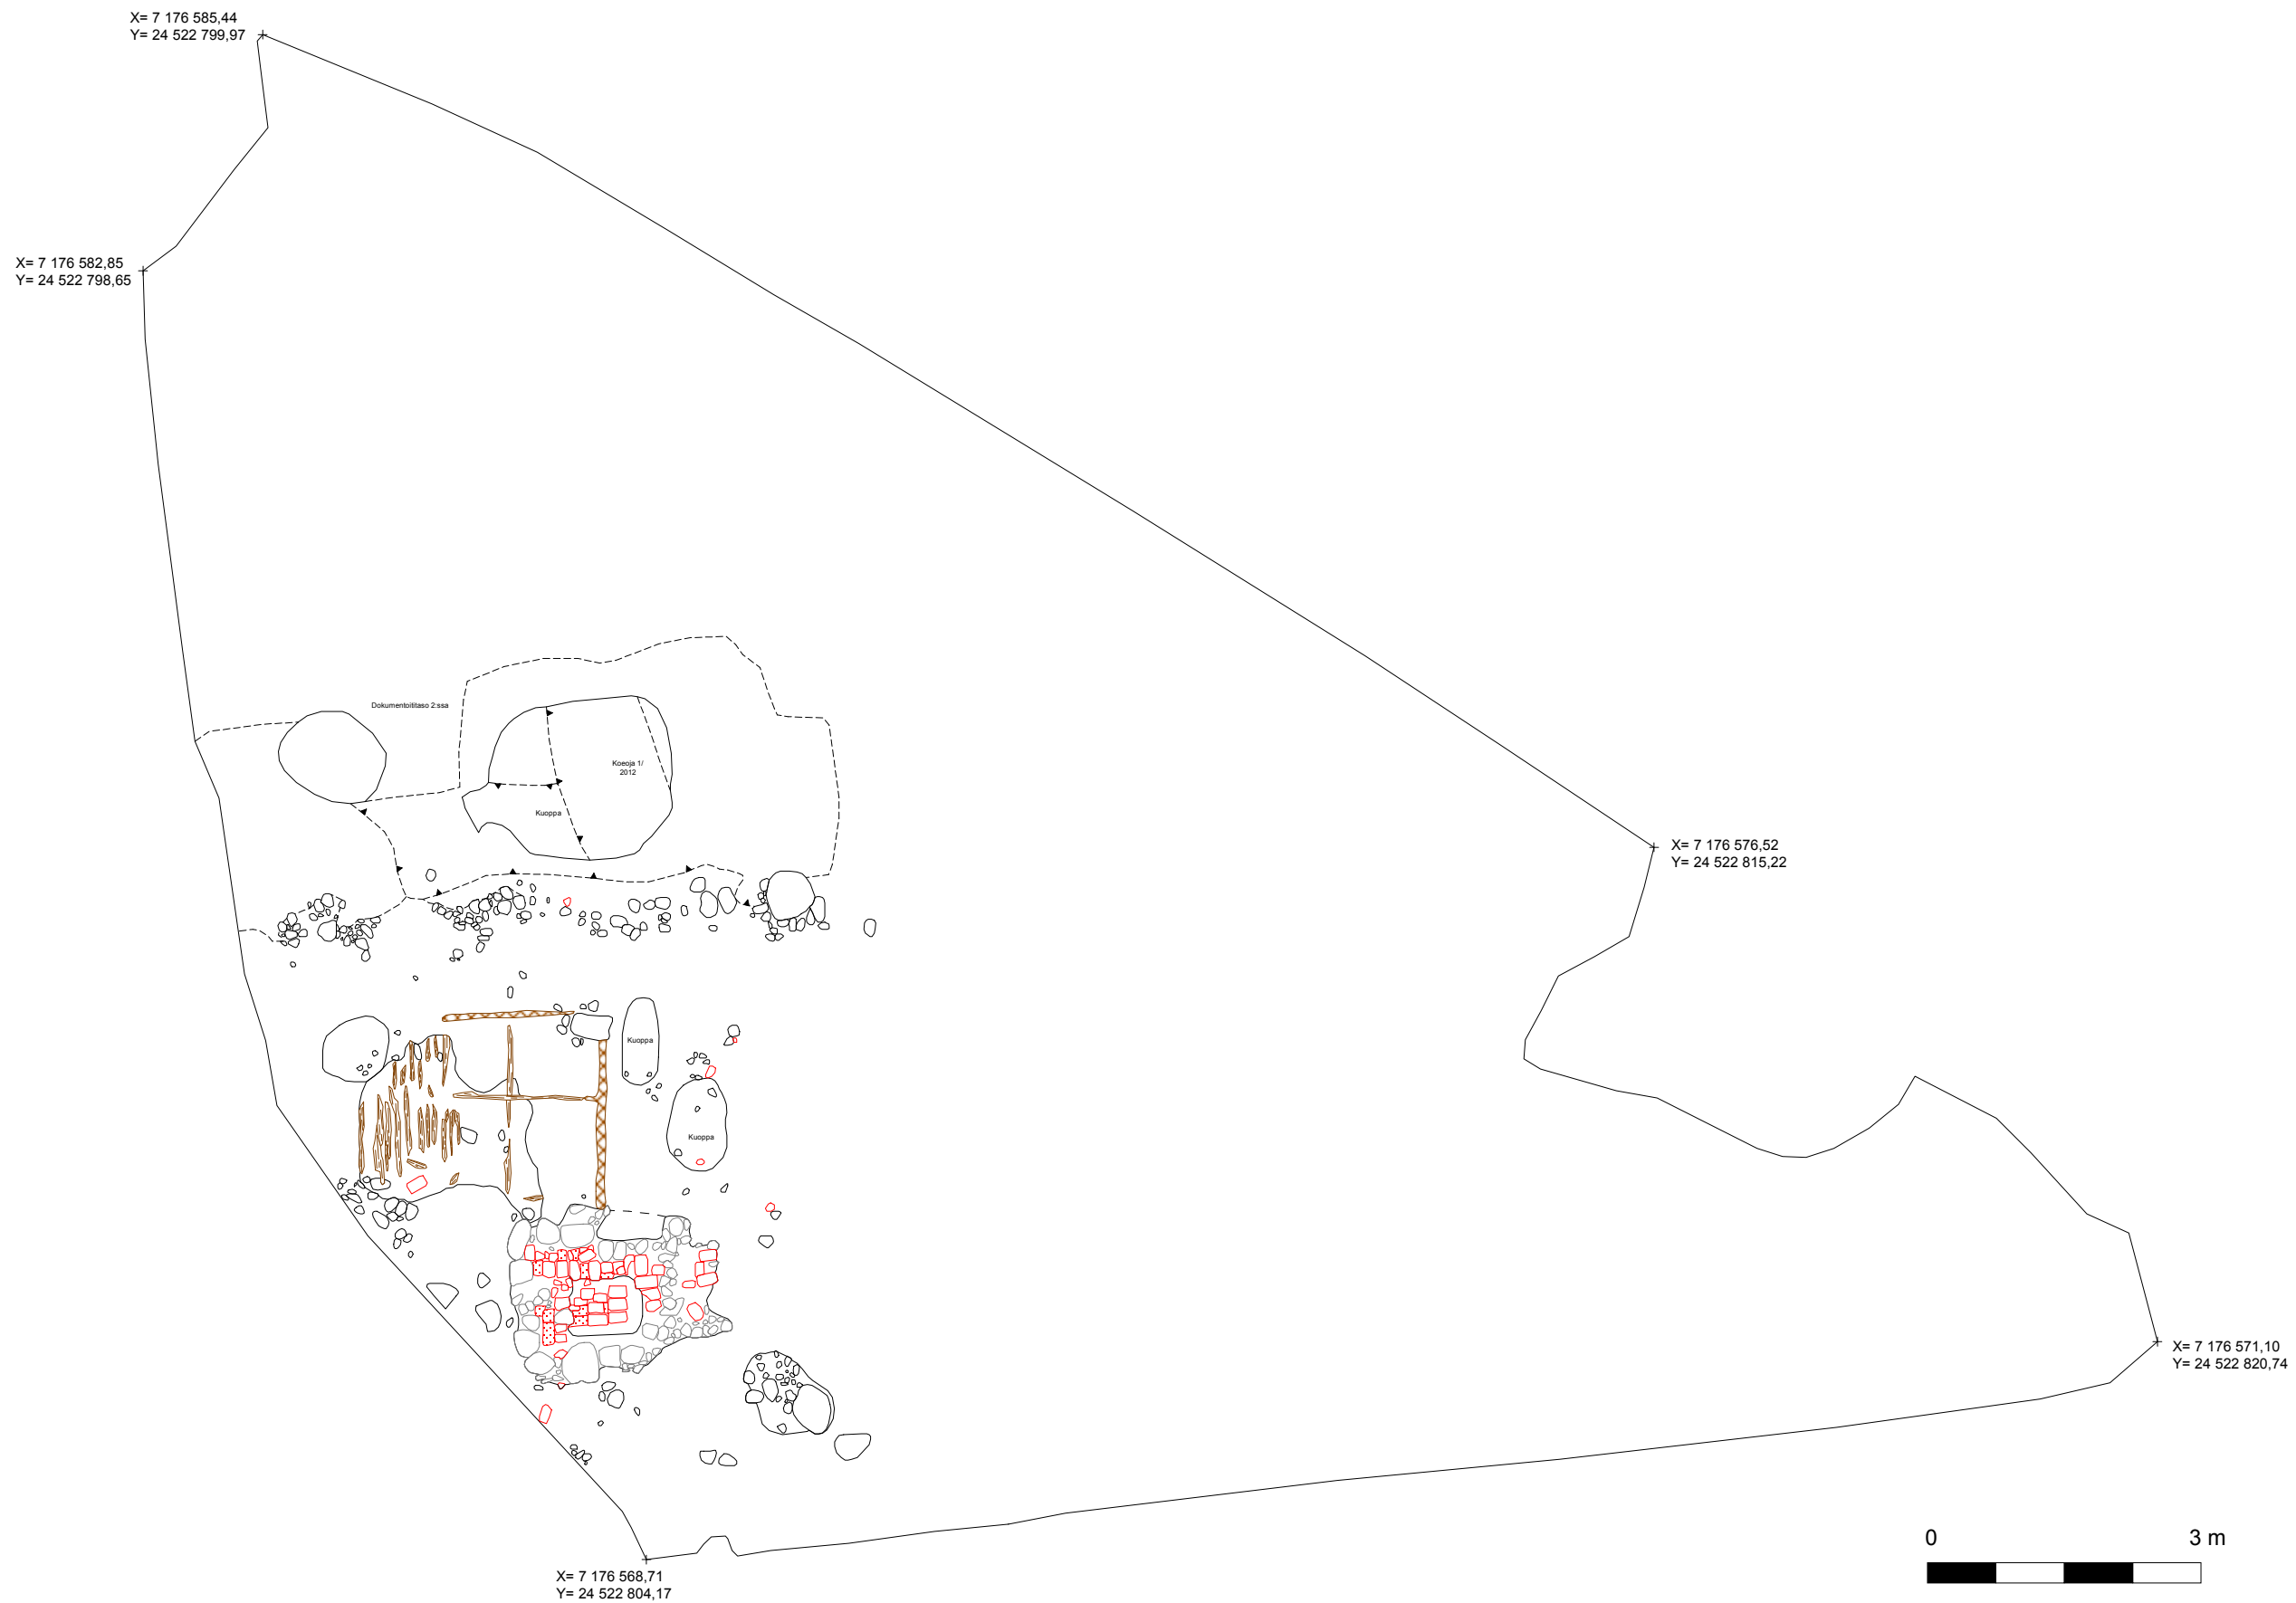 X= 7 176 585,44
Y= 24 522 799,97
X= 7 176 582,85
Y= 24 522 798,65
Dokumentoititaso 2:ssa
Koeoja 1/
2012
Kuoppa
X= 7 176 576,52
Y= 24 522 815,22
Kuoppa
Kuoppa
X= 7 176 571,10
Y= 24 522 820,74
0 3 m
X= 7 176 568,71
Y= 24 522 804,17